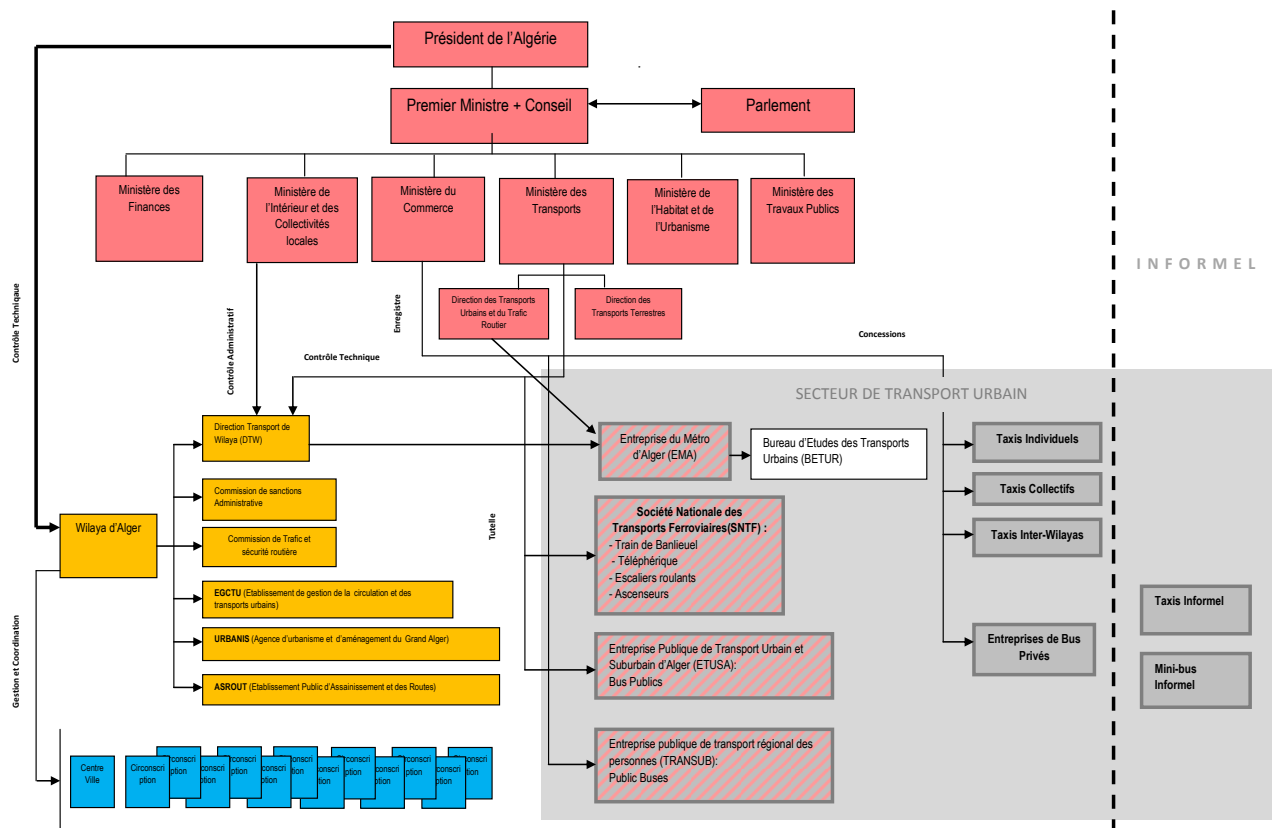 Président de l'Algérie
Premier Ministre + Conseil
Parlement
Ministère des
Finances
Ministère de
l'Intérieur et des
Collectivités
locales
Ministère du
Commerce
Ministère des
Transports
Ministère de
l'Habitat et de
l'Urbanisme
Ministère des
Travaux Publics
INFORMEL
Contrôle Techniqaue
Contrôle Administratif
Enregistre
Direction des Transports
Urbains et du Trafic
Routier
Direction des
Transports Terrestres
Concessions
Contrôle Technique
SECTEUR DE TRANSPORT URBAIN
Direction Transport de
Wilaya (DTW)
Entreprise du Métro
d'Alger (EMA)
Bureau d'Etudes des Transports
Urbains (BETUR)
Taxis Individuels
Commission de sanctions
Administrative
Taxis Collectifs
Wilaya d'Alger
Commission de Trafic et
sécurité routière
Tutelle
Société Nationale des
Transports Ferroviaires(SNTF) :
- Train de Banlieuel
- Téléphérique
- Escaliers roulants
- Ascenseurs
Taxis Inter-Wilayas
EGCTU (Etablissement de gestion de la circulation et des
transports urbains)
Taxis Informel
URBANIS (Agence d'urbanisme et d'aménagement du Grand Alger)
Entreprise Publique de Transport Urbain et
Suburbain d'Alger (ETUSA):
Bus Publics
Entreprises de Bus
Privés
Mini-bus
Informel
Gestion et Coordination
ASROUT (Etablissement Public d'Assainissement et des Routes)
Entreprise publique de transport régional des
personnes (TRANSUB):
Public Buses
Centre
Ville
Circonscri
ption